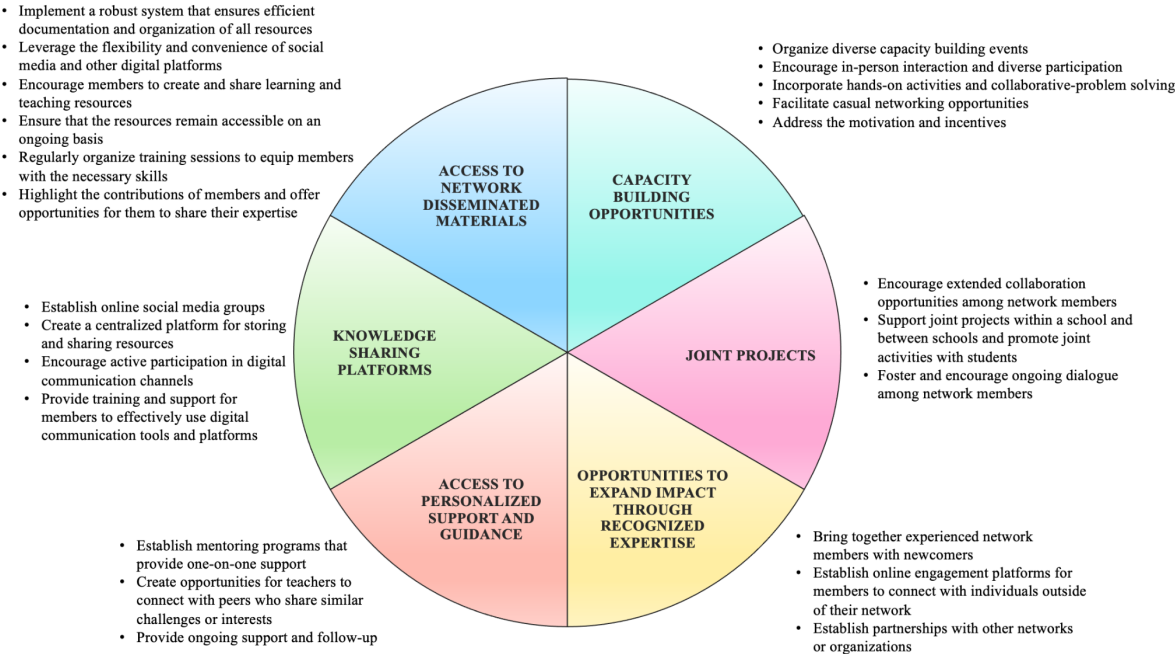 • Implement a robust system that ensures efficient
documentation and organization of all resources
• Leverage the flexibility and convenience of social
media and other digital platforms
• Encourage members to create and share learning and
teaching resources
• Ensure that the resources remain accessible on an
ongoing basis
• Regularly organize training sessions to equip members
with the necessary skills
• Highlight the contributions of members and offer
opportunities for them to share their expertise
ACCESS TO
NETWORK
DISSEMINATED
MATERIALS
• Organize diverse capacity building events
• Encourage in-person interaction and diverse participation
• Incorporate hands-on activities and collaborative-problem solving
• Facilitate casual networking opportunities
• Address the motivation and incentives
CAPACITY
BUILDING
OPPORTUNITIES
• Establish online social media groups
• Create a centralized platform for storing
and sharing resources
• Encourage active participation in digital
communication channels
• Provide training and support for
members to effectively use digital
communication tools and platforms
KNOWLEDGE
SHARING
PLATFORMS
JOINT PROJECTS
• Encourage extended collaboration
opportunities among network members
• Support joint projects within a school and
between schools and promote joint
activities with students
• Foster and encourage ongoing dialogue
among network members
ACCESS TO
PERSONALIZED
SUPPORT AND
GUIDANCE
• Establish mentoring programs that
provide one-on-one support
• Create opportunities for teachers to
connect with peers who share similar
challenges or interests
• Provide ongoing support and follow-up
OPPORTUNITIES TO
EXPAND IMPACT
THROUGH
RECOGNIZED
EXPERTISE
• Bring together experienced network
members with newcomers
• Establish online engagement platforms for
members to connect with individuals outside
of their network
• Establish partnerships with other networks
or organizations